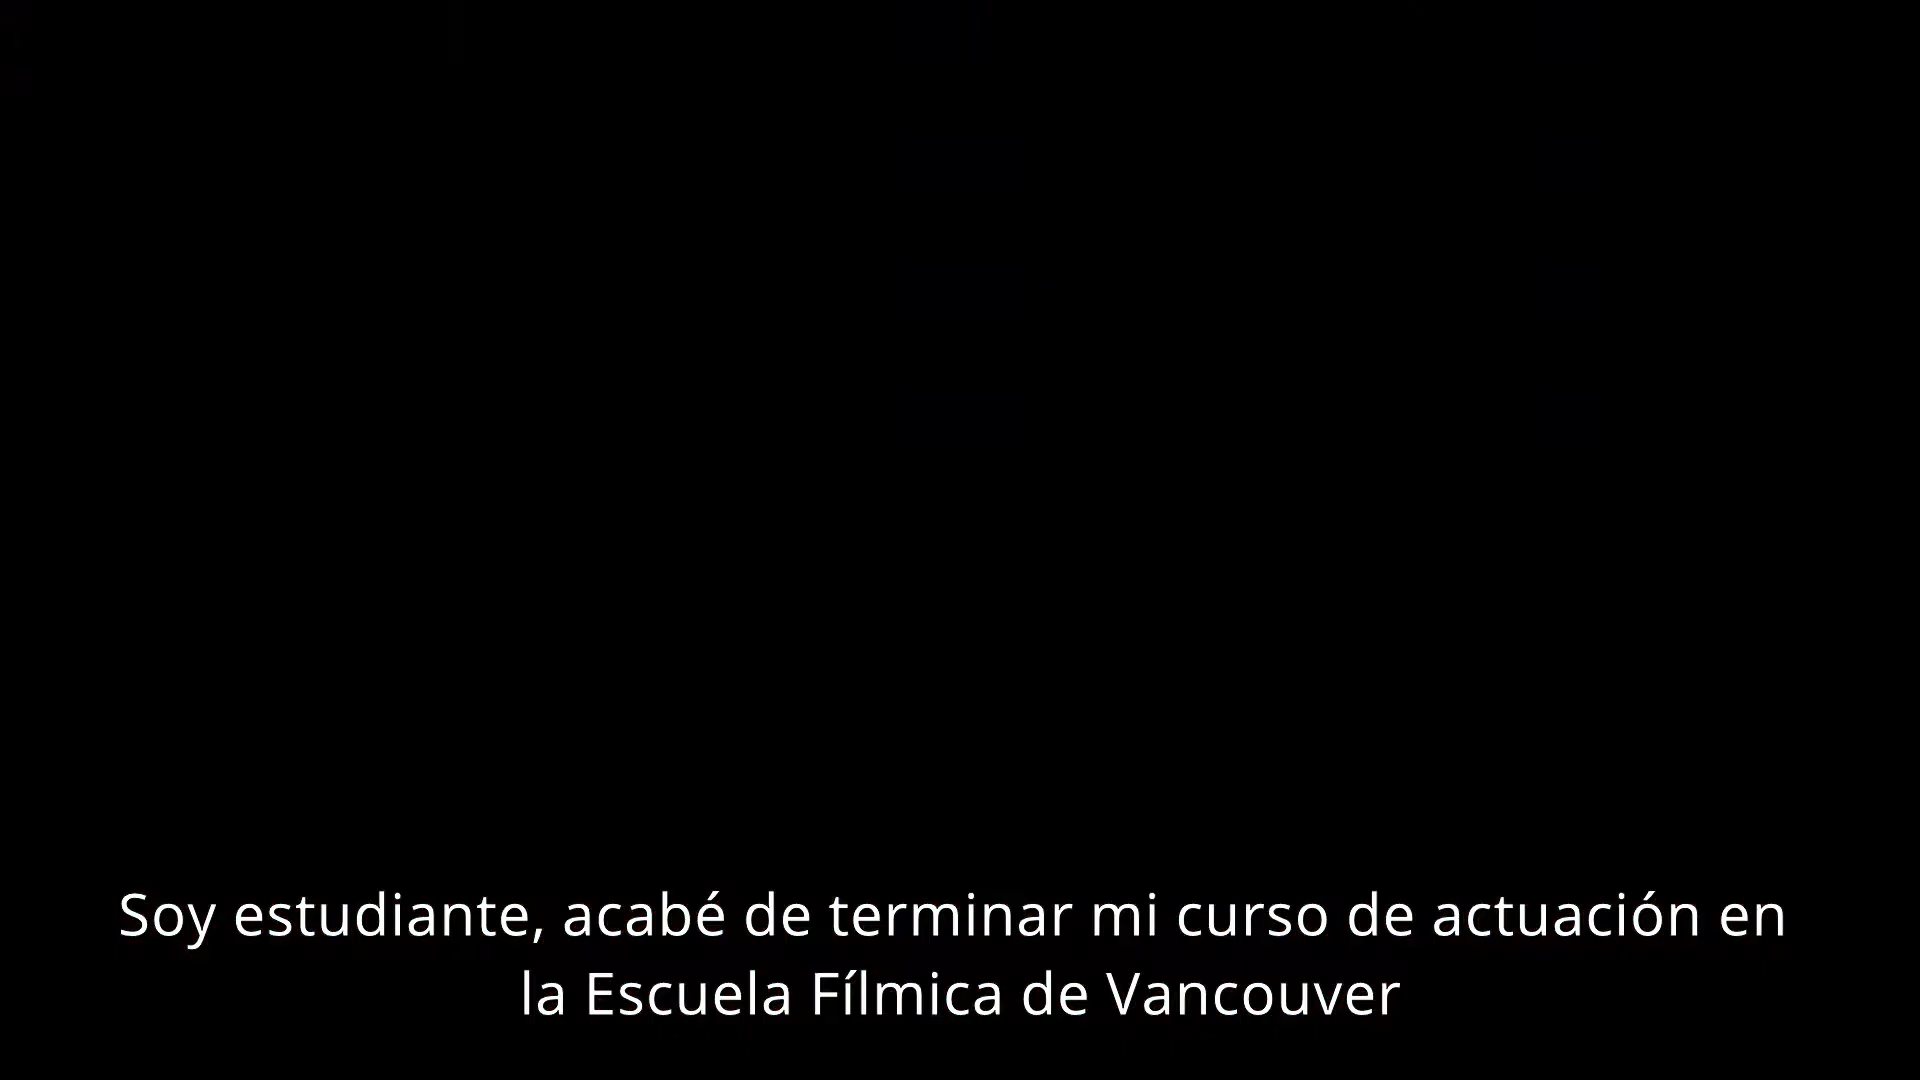 Soy estudiante, acabé de terminar mi curso de actuación en
la Escuela Fílmica de Vancouver